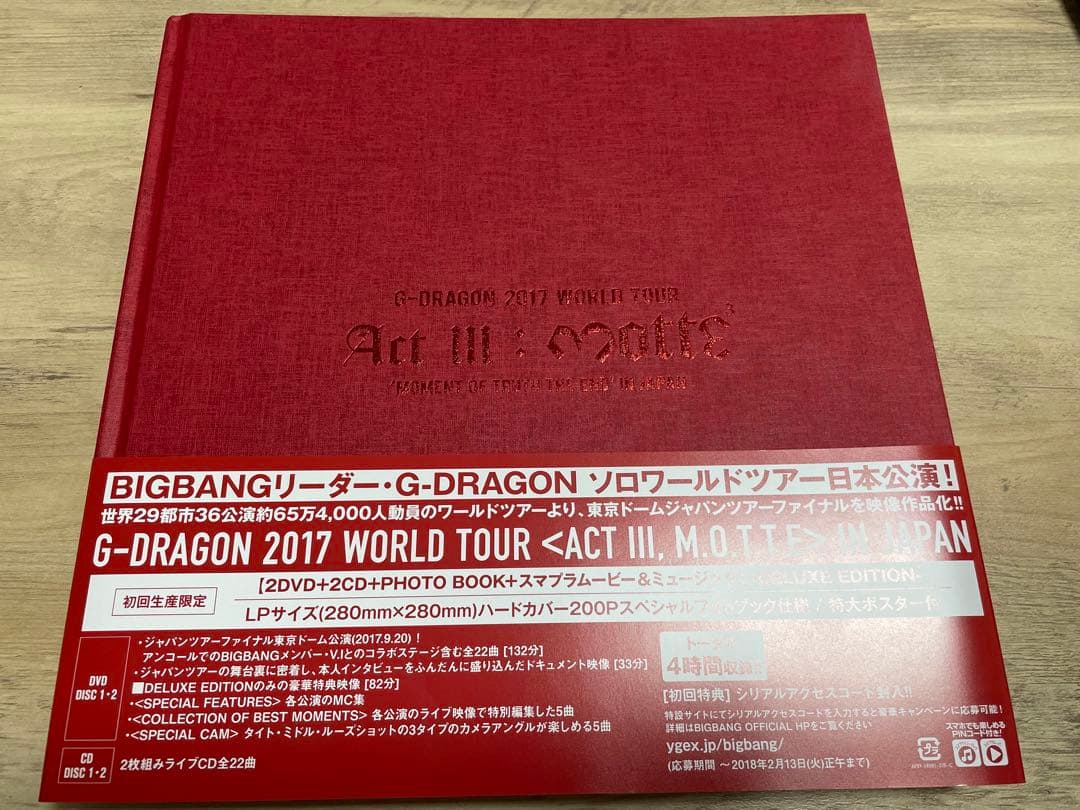 G-DRAGON 2017 WORLD TOUR
Act III : Motte
'MOMENT OF TRUTH THE END' IN JAPAN
BIGBANGリーダー・G-DRAGON ソロワールドツアー日本公演!
世界29都市36公演約65万4,000人動員のワールドツアーより、東京ドームジャパンツアーファイナルを映像作品化!!
G-DRAGON 2017 WORLD TOUR <ACT III, M.O.T.T.E> IN JAPAN
初回生産限定
[2DVD+2CD+PHOTO BOOK+スマプラムービー&ミュージック] -DELUXE EDITION-
LPサイズ(280mm×280mm)ハードカバー200Pスペシャルフォトブック仕様 / 特大ポスター付
DVD DISC 1・2
・ジャパンツアーファイナル東京ドーム公演(2017.9.20)!
アンコールでのBIGBANGメンバー・V.Iとのコラボステージ含む全22曲 [132分]
・ジャパンツアーの舞台裏に密着し、本人インタビューをふんだんに盛り込んだドキュメント映像 [33分]
■DELUXE EDITIONのみの豪華特典映像 [82分]
・<SPECIAL FEATURES> 各公演のMC集
・<COLLECTION OF BEST MOMENTS> 各公演のライブ映像で特別編集した5曲
・<SPECIAL CAM> タイト・ミドル・ルーズショットの3タイプのカメラアングルが楽しめる5曲
CD DISC 1・2
2枚組みライブCD全22曲
トータル
4時間収録!!
[初回特典] シリアルアクセスコード封入!!
特設サイトにてシリアルアクセスコードを入力すると豪華キャンペーンに応募可能!
詳細はBIGBANG OFFICIAL HPをご覧ください
ygex.jp/bigbang/
(応募期間 ～2018年2月13日(火)正午まで)
スマホでも楽しめる
PINコード付き!
プラ